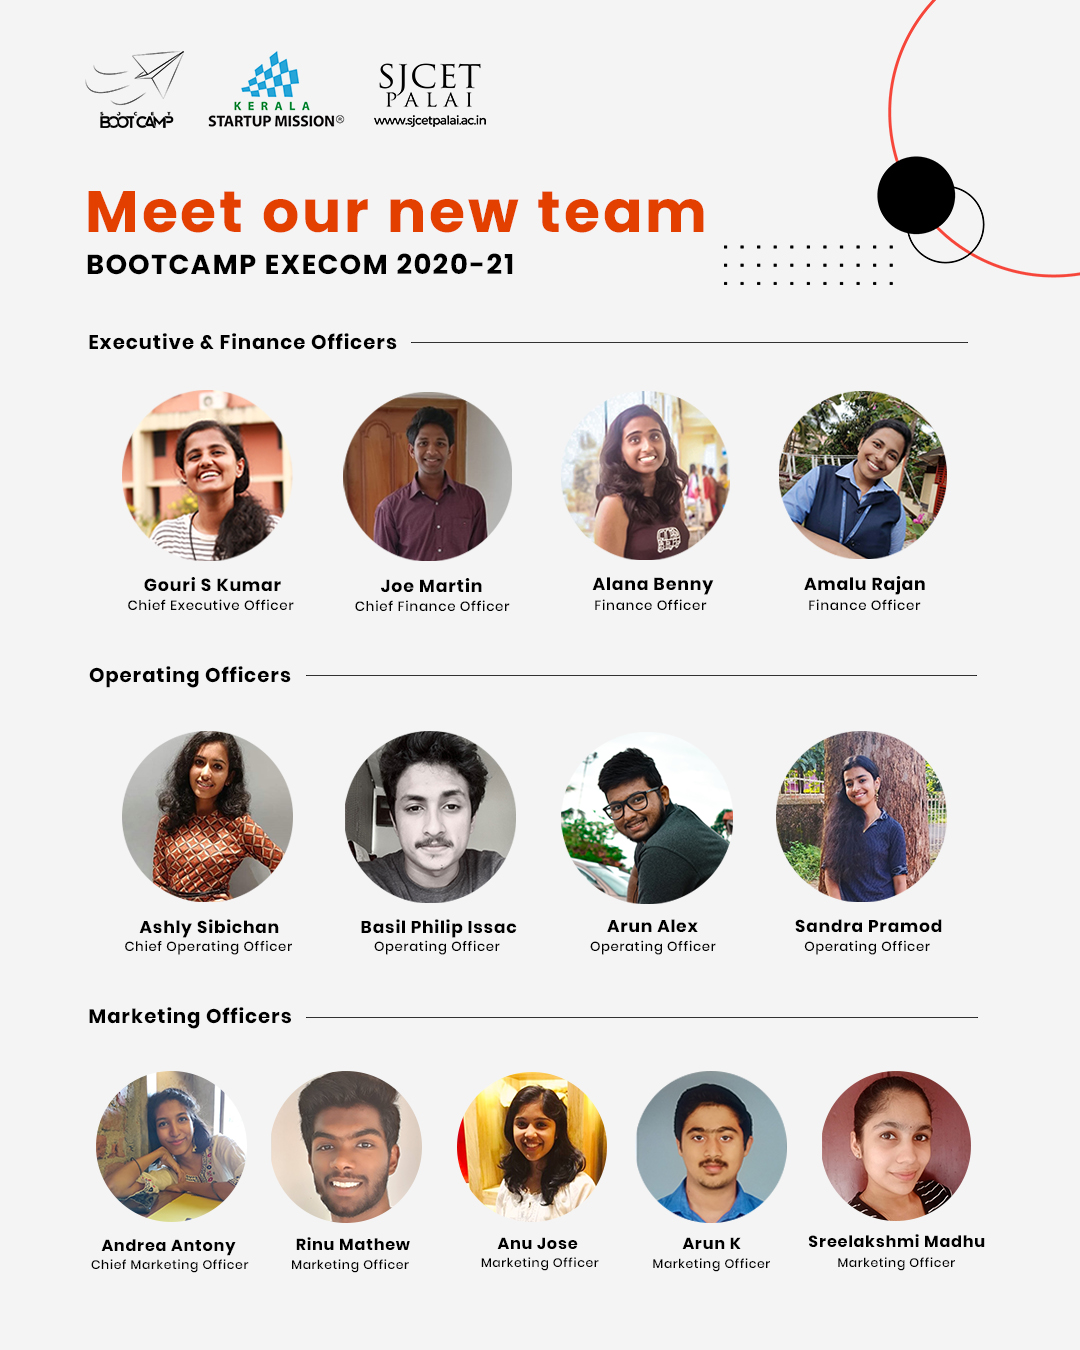 BOOTCAMP
KERALA
STARTUP MISSION®
SJCET
PALAI
www.sjcetpalai.ac.in
Meet our new team
BOOTCAMP EXECOM 2020-21
Executive & Finance Officers
Gouri S Kumar
Chief Executive Officer
Joe Martin
Chief Finance Officer
Alana Benny
Finance Officer
Amalu Rajan
Finance Officer
Operating Officers
Ashly Sibichan
Chief Operating Officer
Basil Philip Issac
Operating Officer
Arun Alex
Operating Officer
Sandra Pramod
Operating Officer
Marketing Officers
Andrea Antony
Chief Marketing Officer
Rinu Mathew
Marketing Officer
Anu Jose
Marketing Officer
Arun K
Marketing Officer
Sreelakshmi Madhu
Marketing Officer